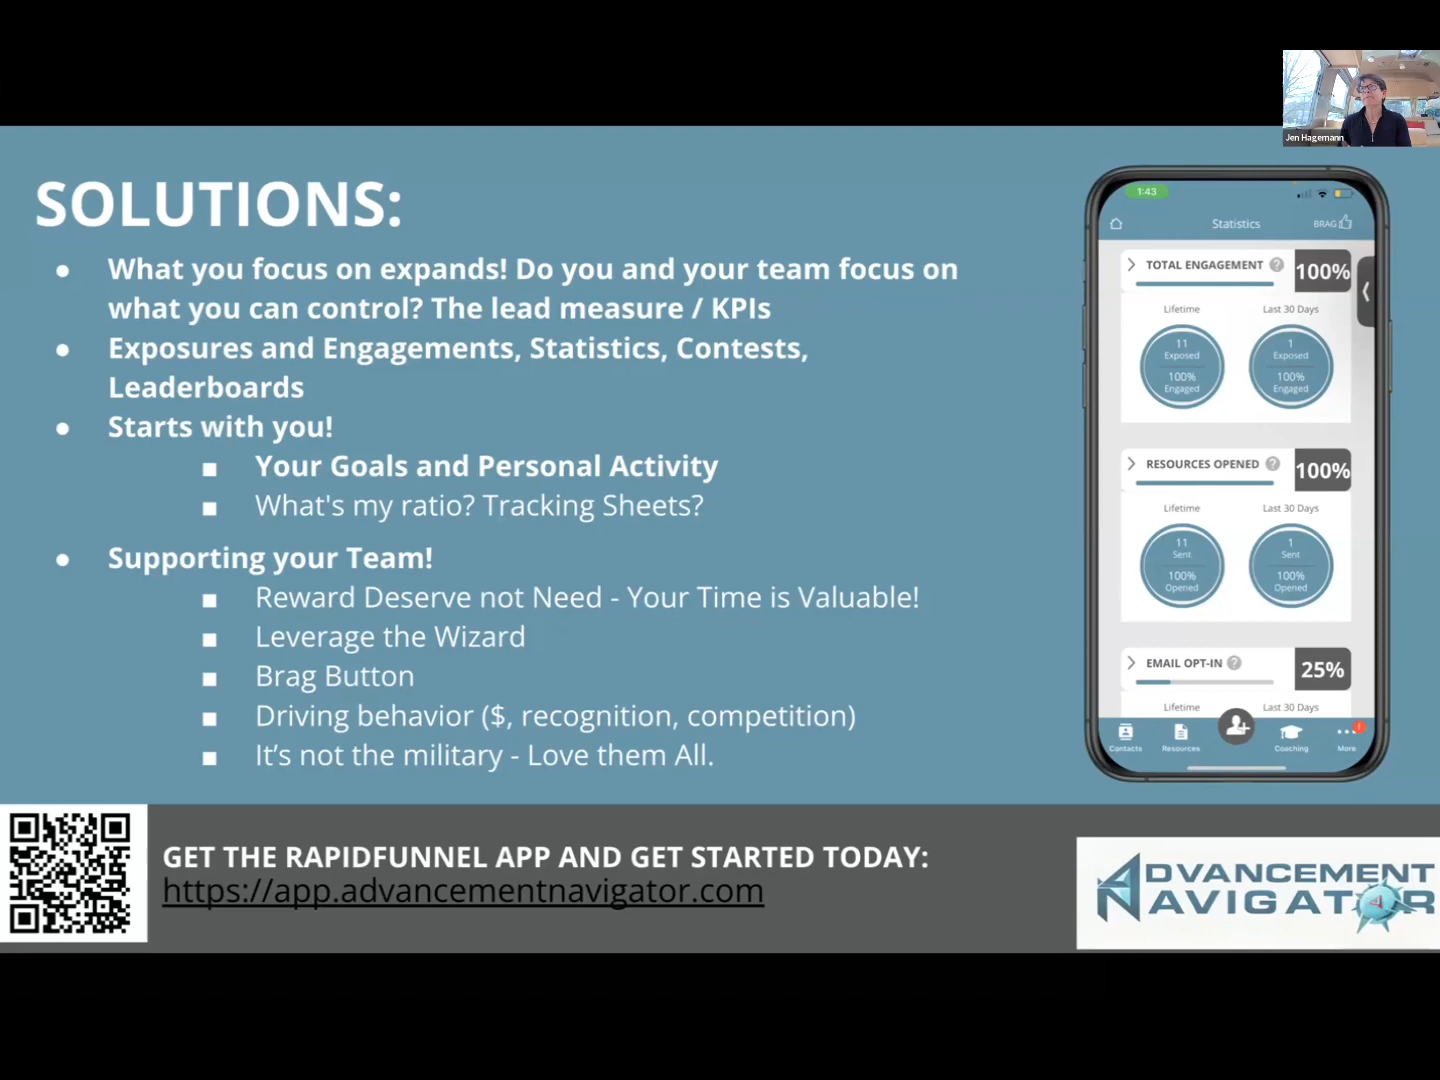 Jen Hagemann
SOLUTIONS:
● What you focus on expands! Do you and your team focus on
what you can control? The lead measure / KPIs
● Exposures and Engagements, Statistics, Contests,
Leaderboards
● Starts with you!
■ Your Goals and Personal Activity
■ What's my ratio? Tracking Sheets?
● Supporting your Team!
■ Reward Deserve not Need - Your Time is Valuable!
■ Leverage the Wizard
■ Brag Button
■ Driving behavior ($, recognition, competition)
■ It’s not the military - Love them All.
1:43
Statistics BRAG
TOTAL ENGAGEMENT ? 100%
Lifetime Last 30 Days
11 1
Exposed Exposed
100% 100%
Engaged Engaged
RESOURCES OPENED ? 100%
Lifetime Last 30 Days
11 1
Sent Sent
100% 100%
Opened Opened
EMAIL OPT-IN ? 25%
Lifetime Last 30 Days
Contacts Resources Coaching More
!
GET THE RAPIDFUNNEL APP AND GET STARTED TODAY:
https://app.advancementnavigator.com
ADVANCEMENT
NAVIGATOR